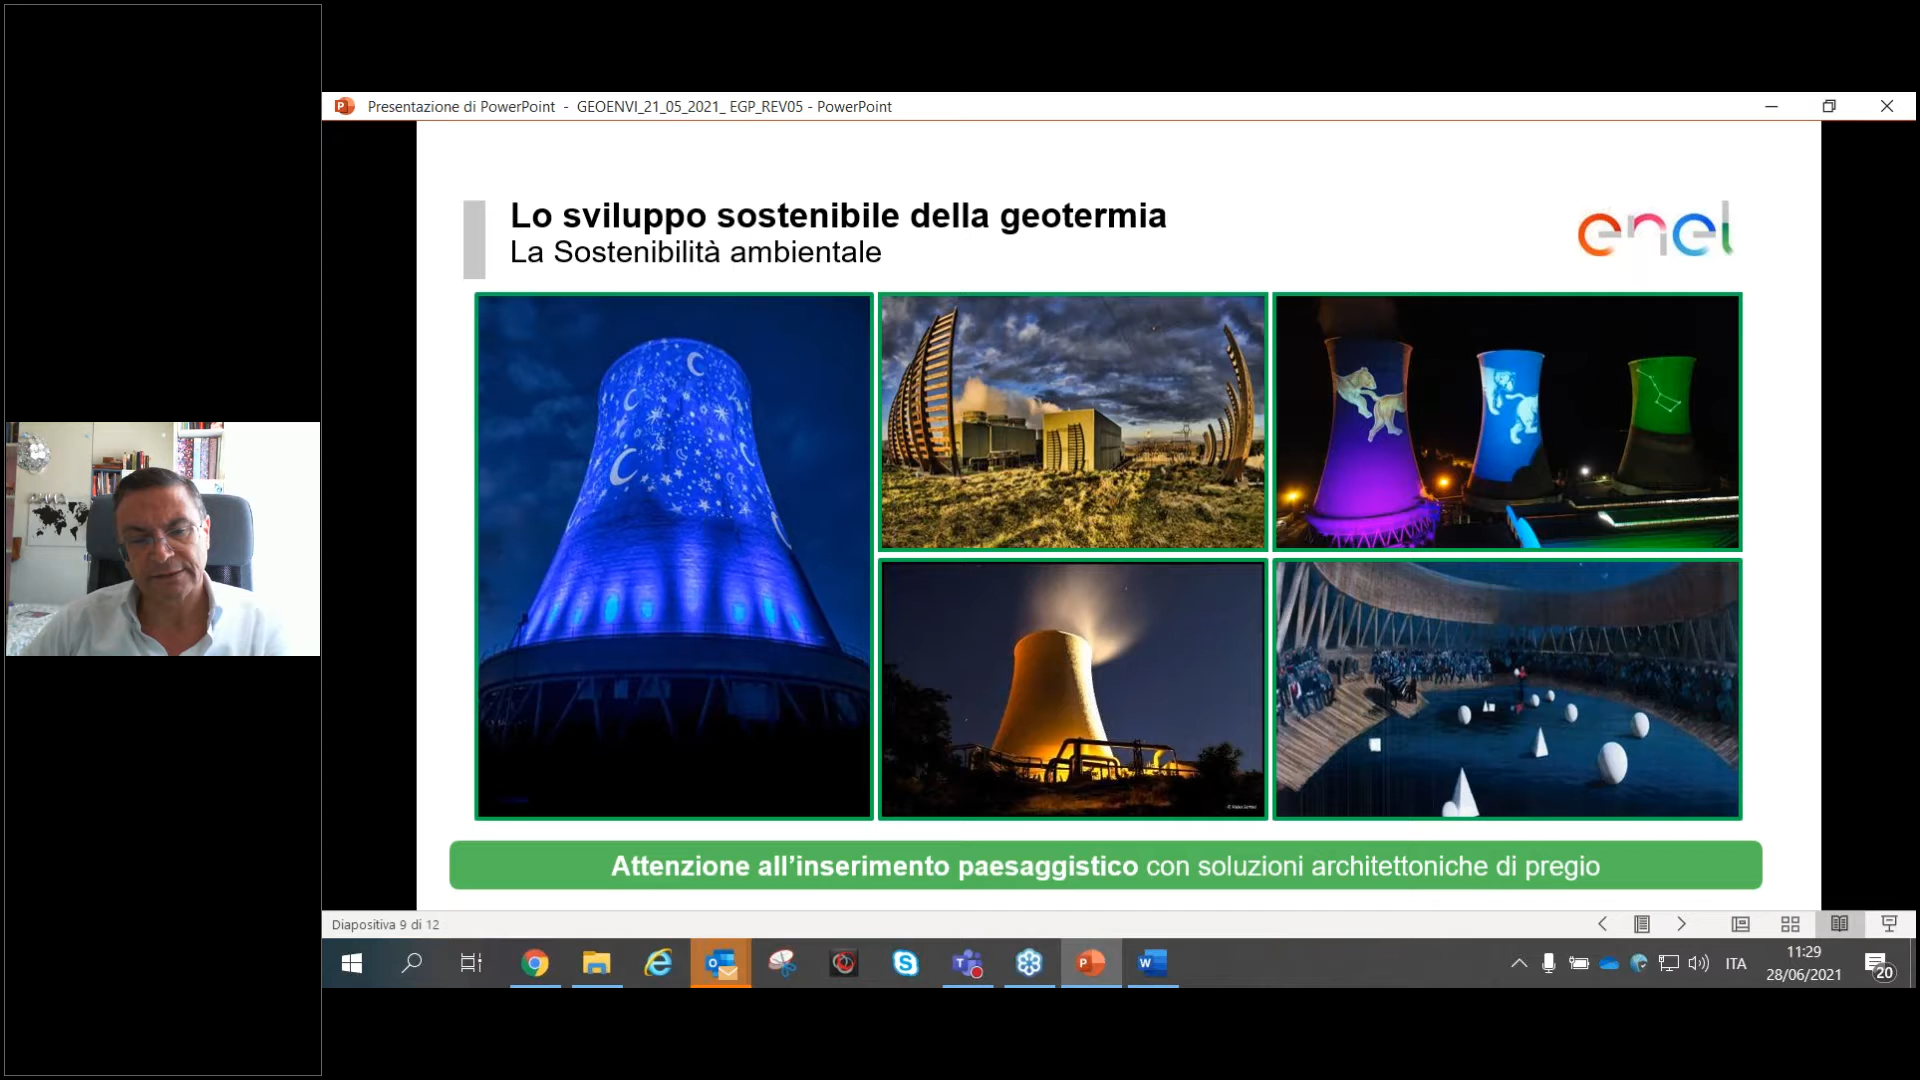 Presentazione di PowerPoint - GEOENVI_21_05_2021_ EGP_REV05 - PowerPoint
Lo sviluppo sostenibile della geotermia
La Sostenibilità ambientale
enel
Attenzione all’inserimento paesaggistico con soluzioni architettoniche di pregio
Diapositiva 9 di 12
ITA
11:29
28/06/2021
20